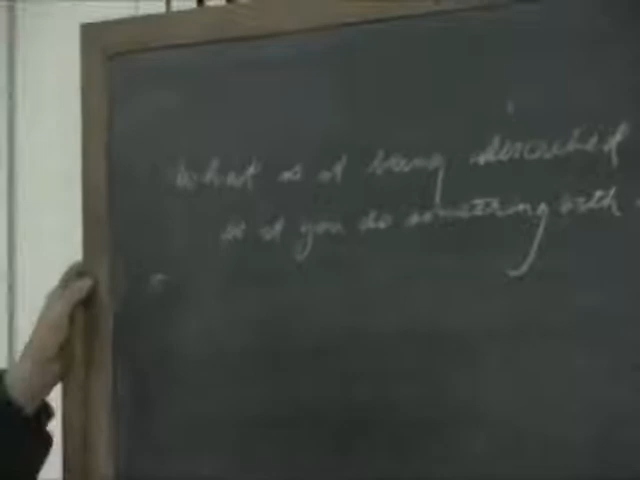 What is it being described
is it you do something with